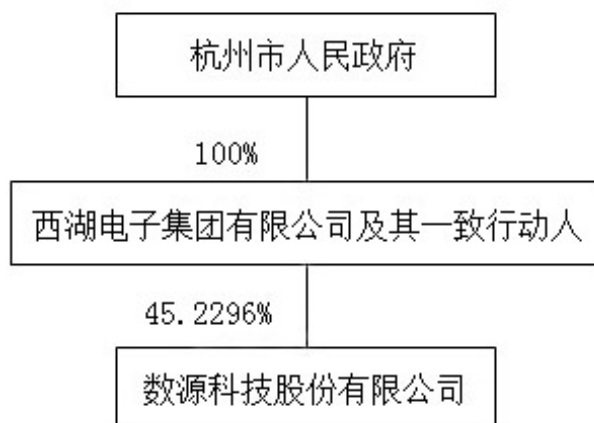 杭州市人民政府
100%
西湖电子集团有限公司及其一致行动人
45.2296%
数源科技股份有限公司